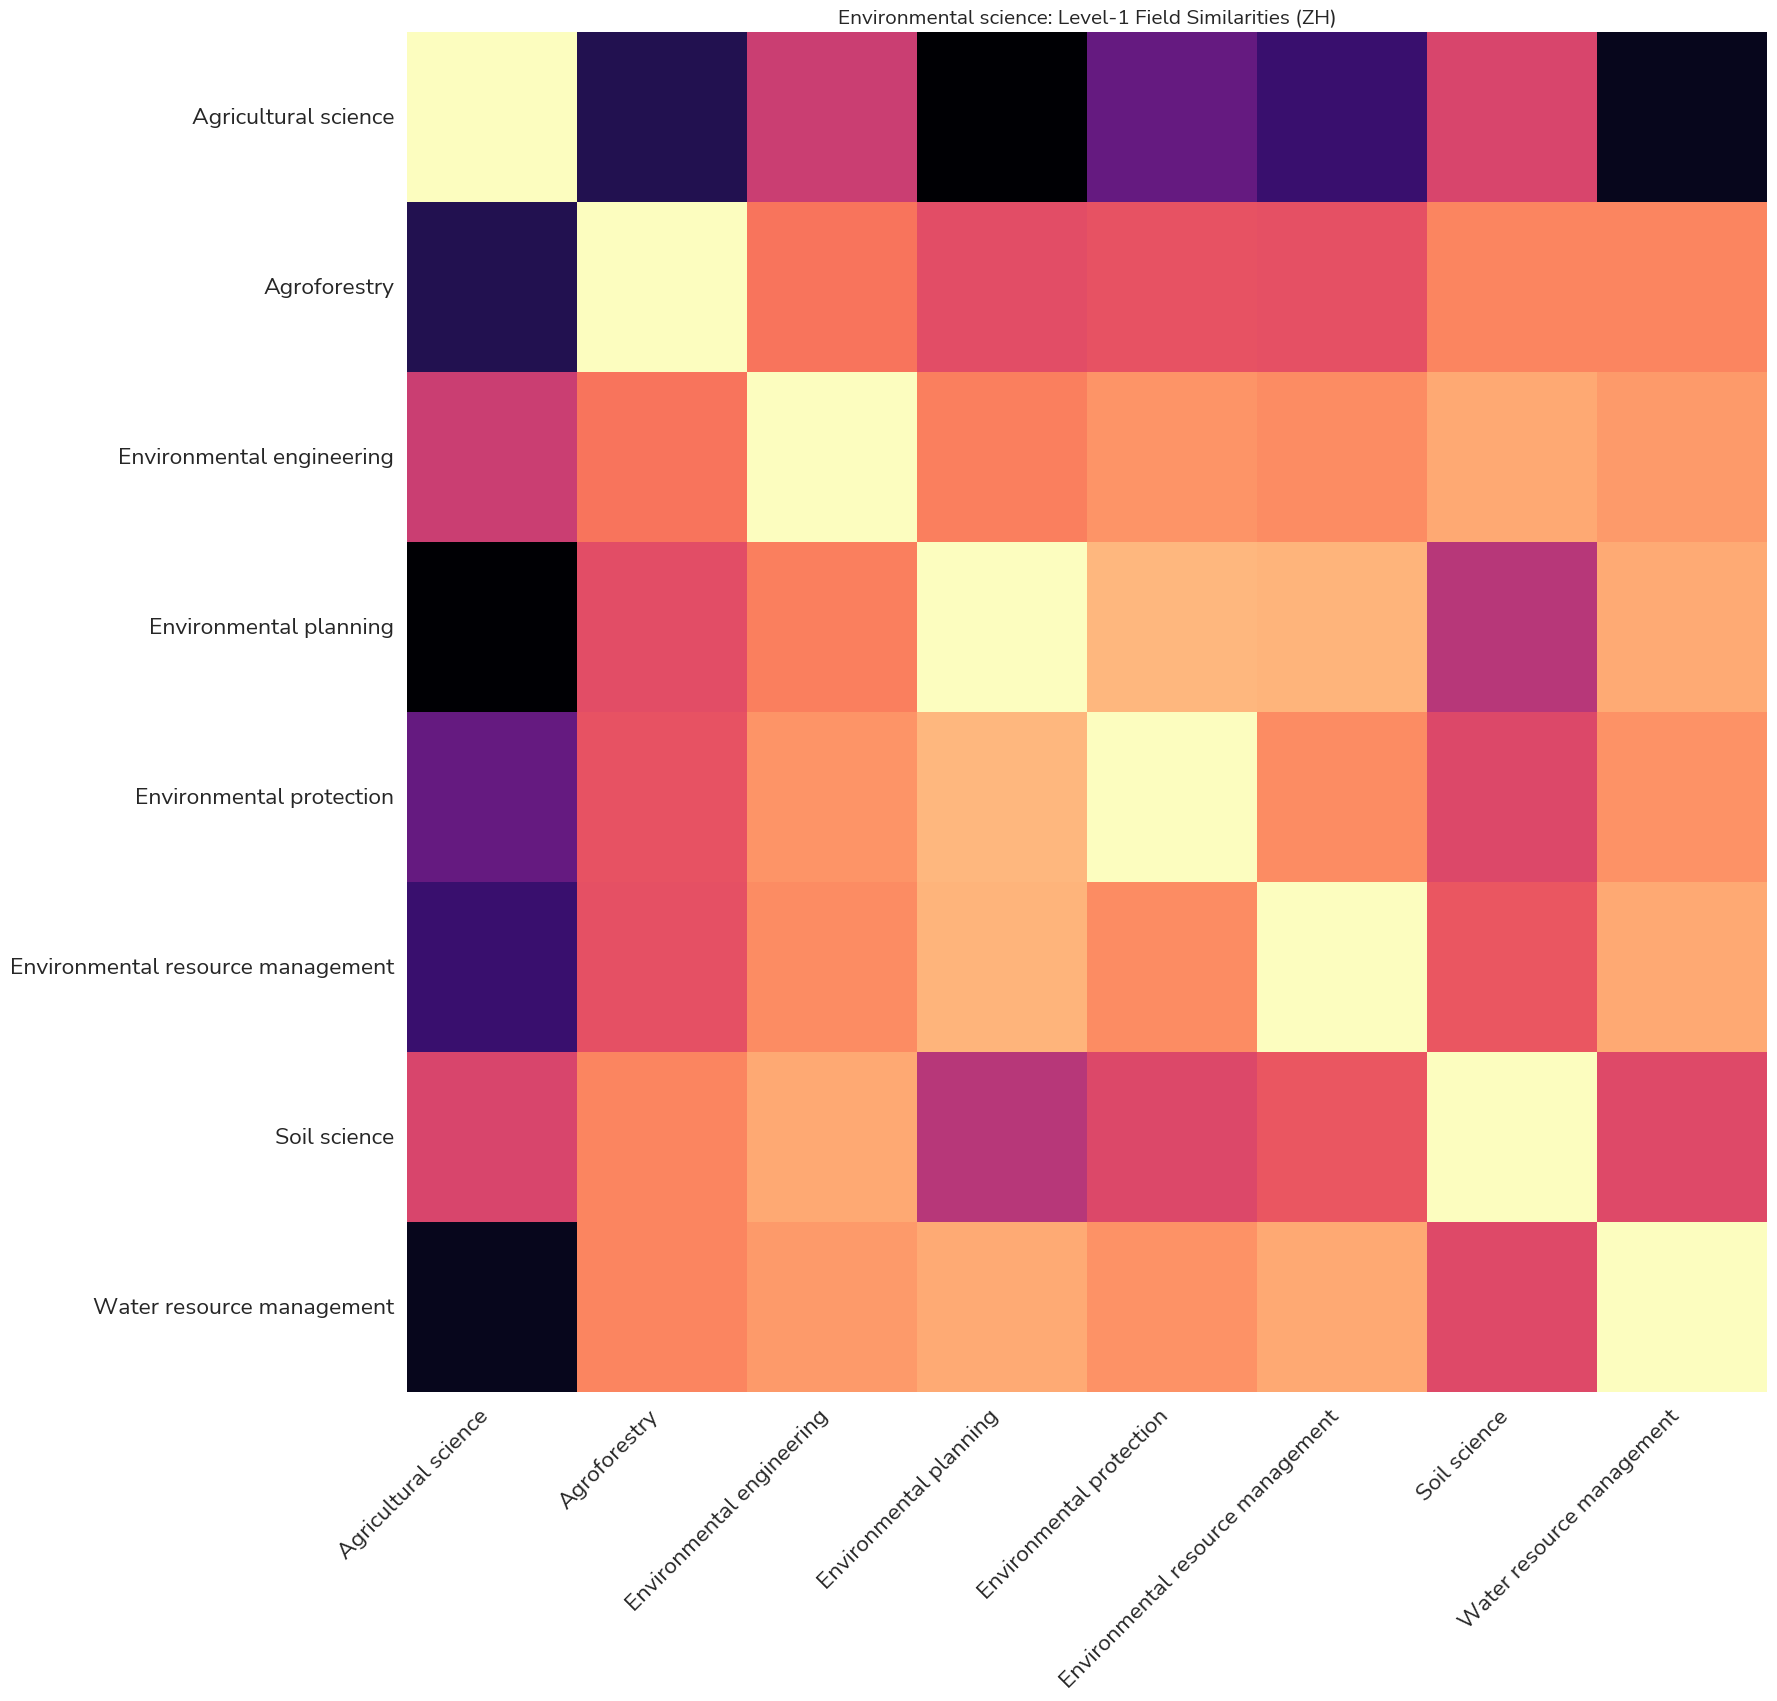 Environmental science: Level-1 Field Similarities (ZH)
Agricultural science
Agroforestry
Environmental engineering
Environmental planning
Environmental protection
Environmental resource management
Soil science
Water resource management
Agricultural science
Agroforestry
Environmental engineering
Environmental planning
Environmental protection
Environmental resource management
Soil science
Water resource management